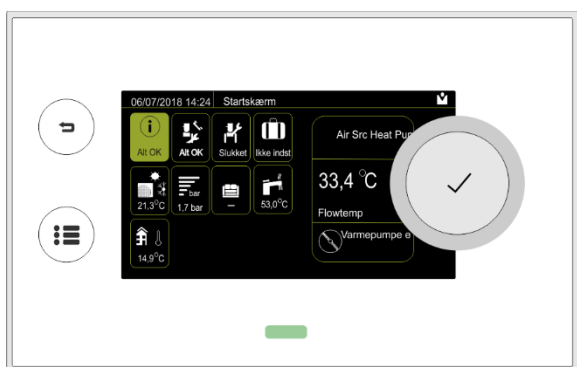 06/07/2018 14:24 Startskærm
Alt OK
Alt OK
Slukket
Ikke indst
21,3°C
bar
1,7 bar
–
53,0°C
14,9°C
Air Src Heat Pu
33,4 °C
Flowtemp
Varmepumpe e